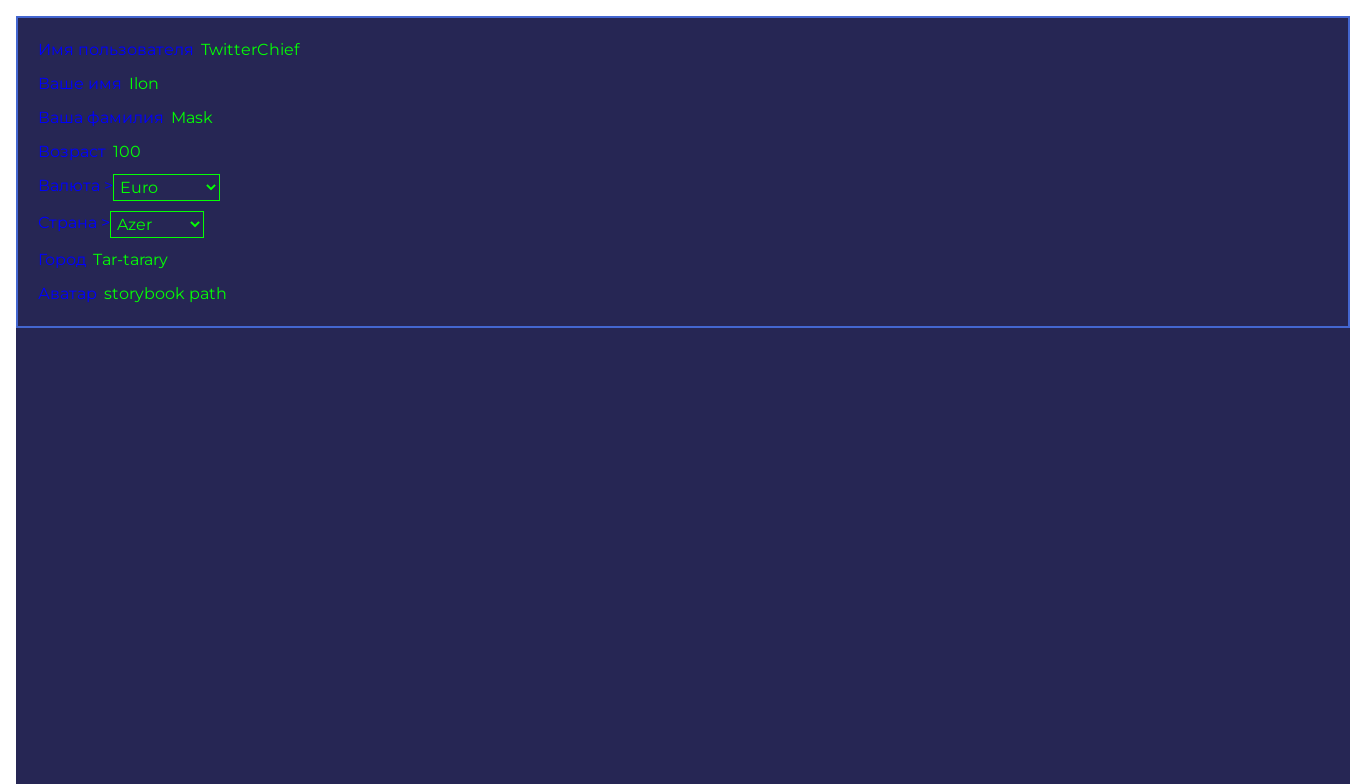 Имя пользователя TwitterChief
Ваше имя Ilon
Ваша фамилия Mask
Возраст 100
Валюта > Euro
Страна > Azer
Город Tar-tarary
Аватар storybook path